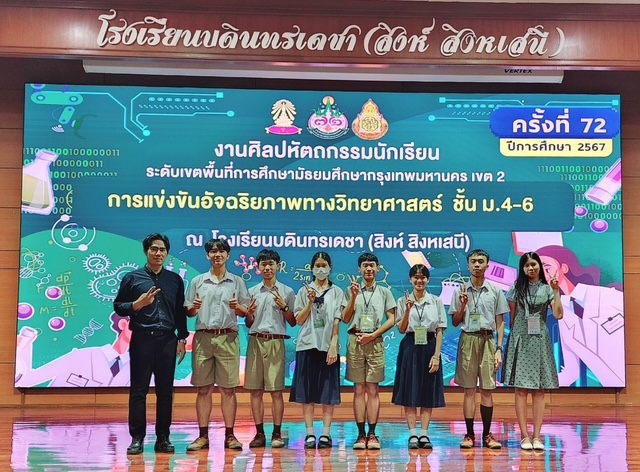 โรงเรียนบดินทรเดชา (สิงห์ สิงหเสนี)
VERTEX
ครั้งที่ 72
ปีการศึกษา 2567
งานศิลปหัตถกรรมนักเรียน
ระดับเขตพื้นที่การศึกษามัธยมศึกษากรุงเทพมหานคร เขต 2
การแข่งขันอัจฉริยภาพทางวิทยาศาสตร์ ชั้น ม.4-6
ณ โรงเรียนบดินทรเดชา (สิงห์ สิงหเสนี)